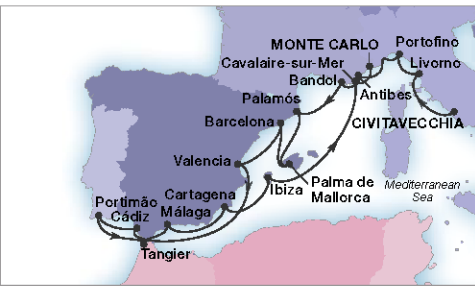 MONTE CARLO
Portofino
Cavalaire-sur-Mer
Livorno
Bandol
Antibes
Palamós
Barcelona
CIVITAVECCHIA
Valencia
Ibiza
Palma de
Mallorca
Mediterranean
Sea
Cartagena
Portimão
Cádiz
Málaga
Tangier